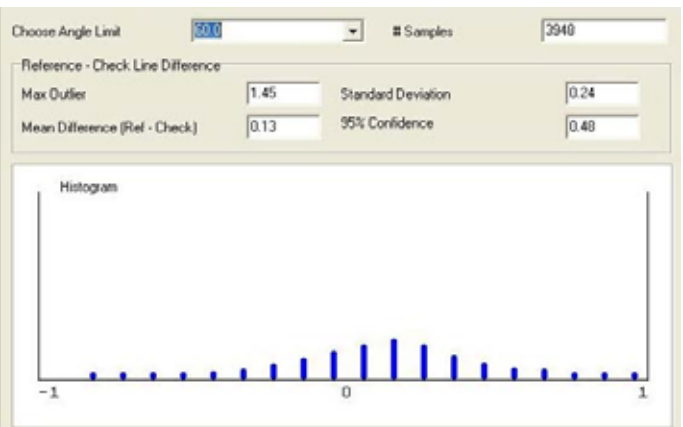 Choose Angle Limit 60.0 # Samples 3940
Reference - Check Line Difference
Max Outlier 1.45 Standard Deviation 0.24
Mean Difference (Ref - Check) 0.13 95% Confidence 0.48
Histogram
-1 0 1